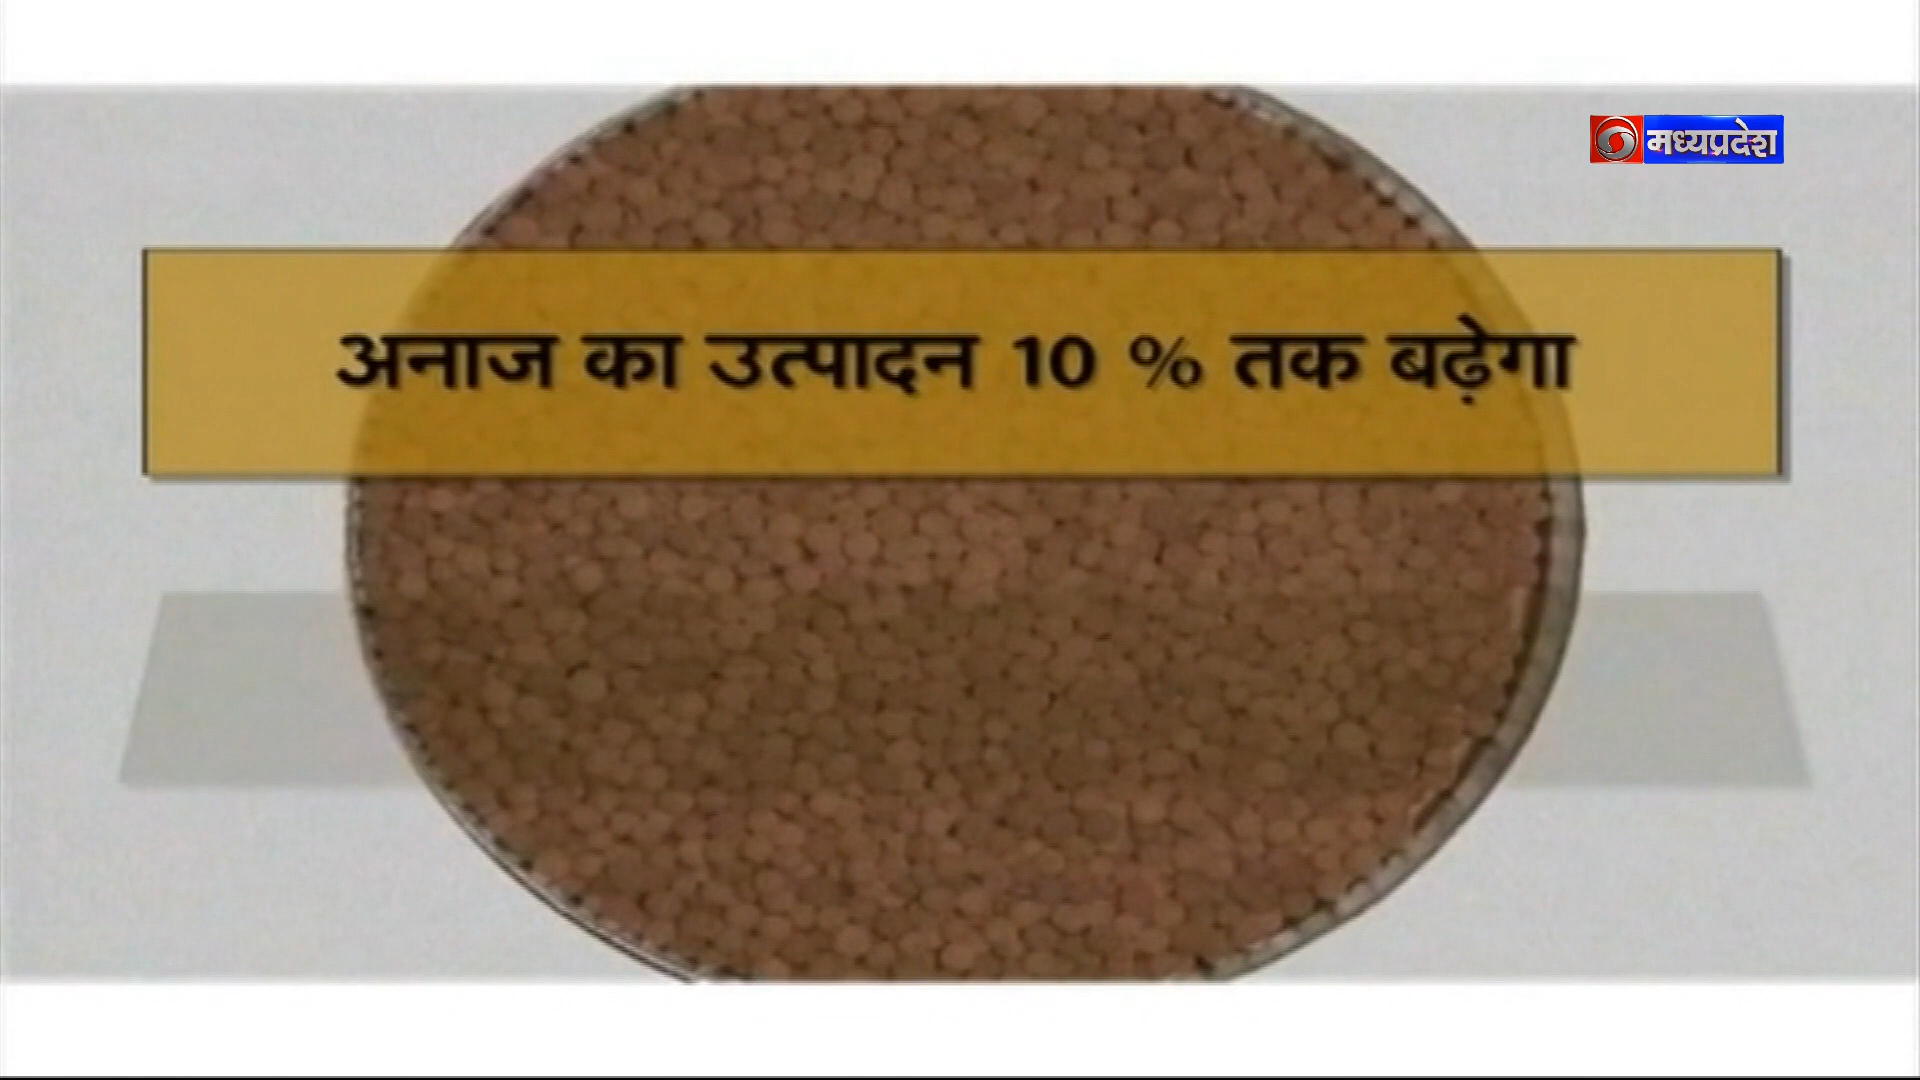 मध्यप्रदेश
अनाज का उत्पादन 10 % तक बढ़ेगा